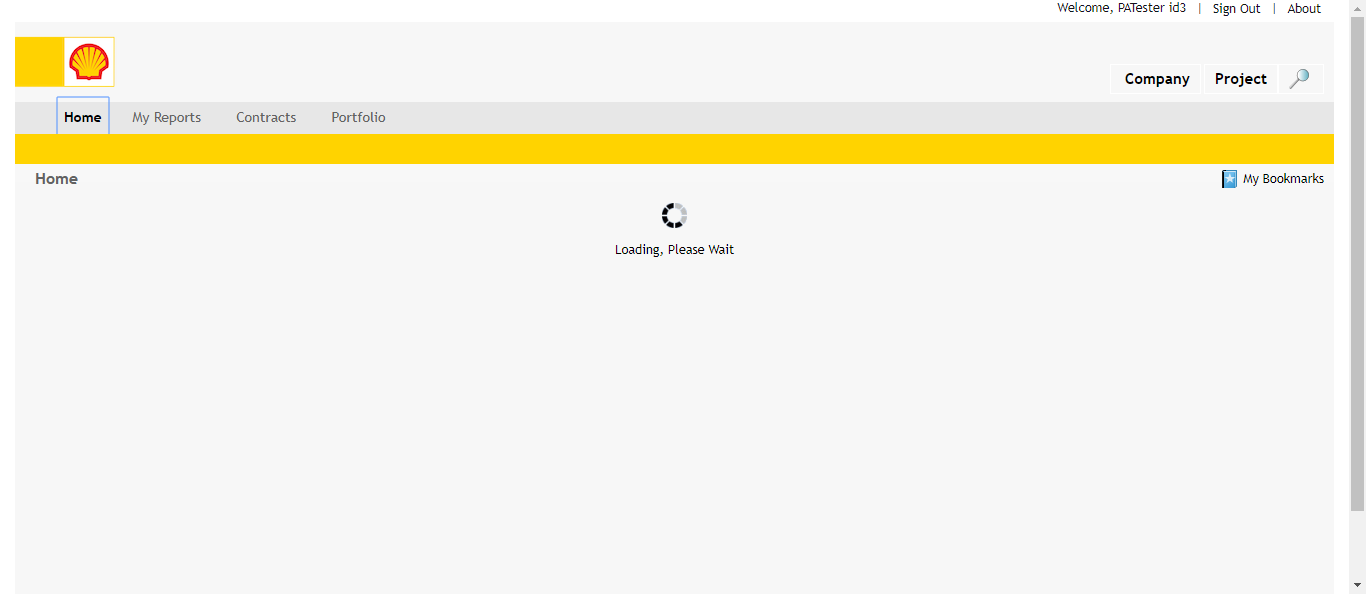 Welcome, PATester id3 | Sign Out | About
Company Project
Home My Reports Contracts Portfolio
Home My Bookmarks
Loading, Please Wait